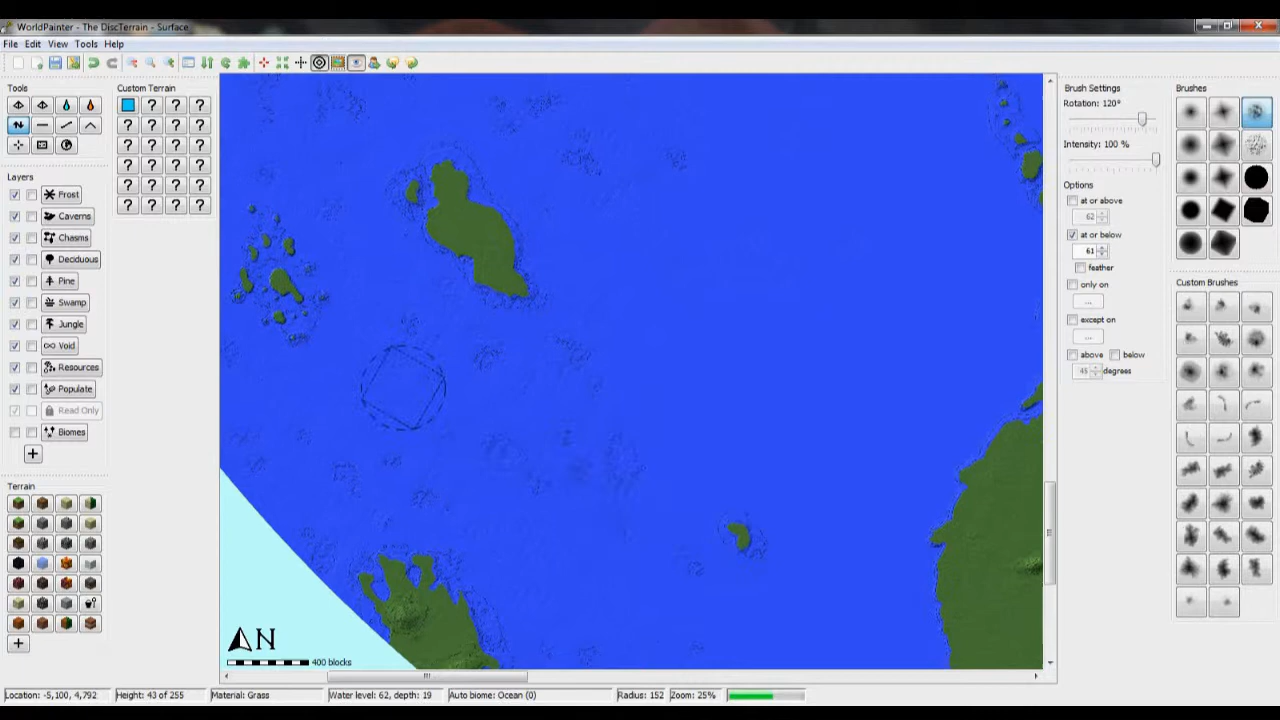 WorldPainter - The DiscTerrain - Surface
File Edit View Tools Help
Tools
Custom Terrain
? ? ?
? ? ? ?
? ? ? ?
? ? ? ?
? ? ? ?
? ? ? ?
Layers
Frost
Caverns
Chasms
Deciduous
Pine
Swamp
Jungle
Void
Resources
Populate
Read Only
Biomes
+
Terrain
+
N
400 blocks
Brush Settings
Rotation: 120°
Intensity: 100 %
Options
at or above
62
at or below
61
feather
only on
...
except on
...
above below
45 degrees
Brushes
Custom Brushes
Location: -5,100, 4,792 Height: 43 of 255 Material: Grass Water level: 62, depth: 19 Auto biome: Ocean (0) Radius: 152 Zoom: 25%